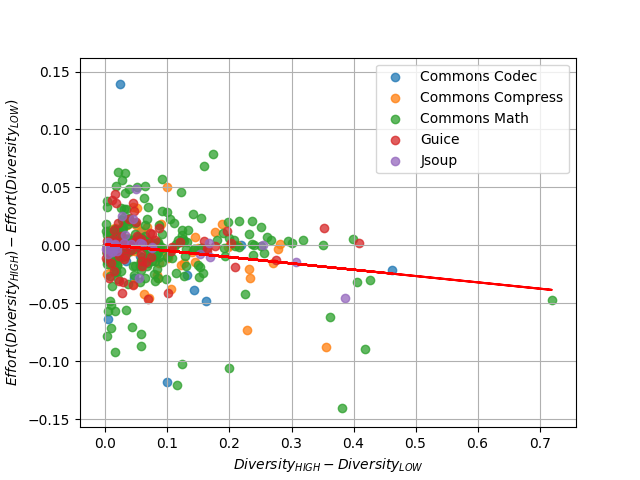 0.15
0.10
0.05
0.00
−0.05
−0.10
−0.15
Effort(Diversity_HIGH) − Effort(Diversity_LOW)
Commons Codec
Commons Compress
Commons Math
Guice
Jsoup
0.0 0.1 0.2 0.3 0.4 0.5 0.6 0.7
Diversity_HIGH − Diversity_LOW